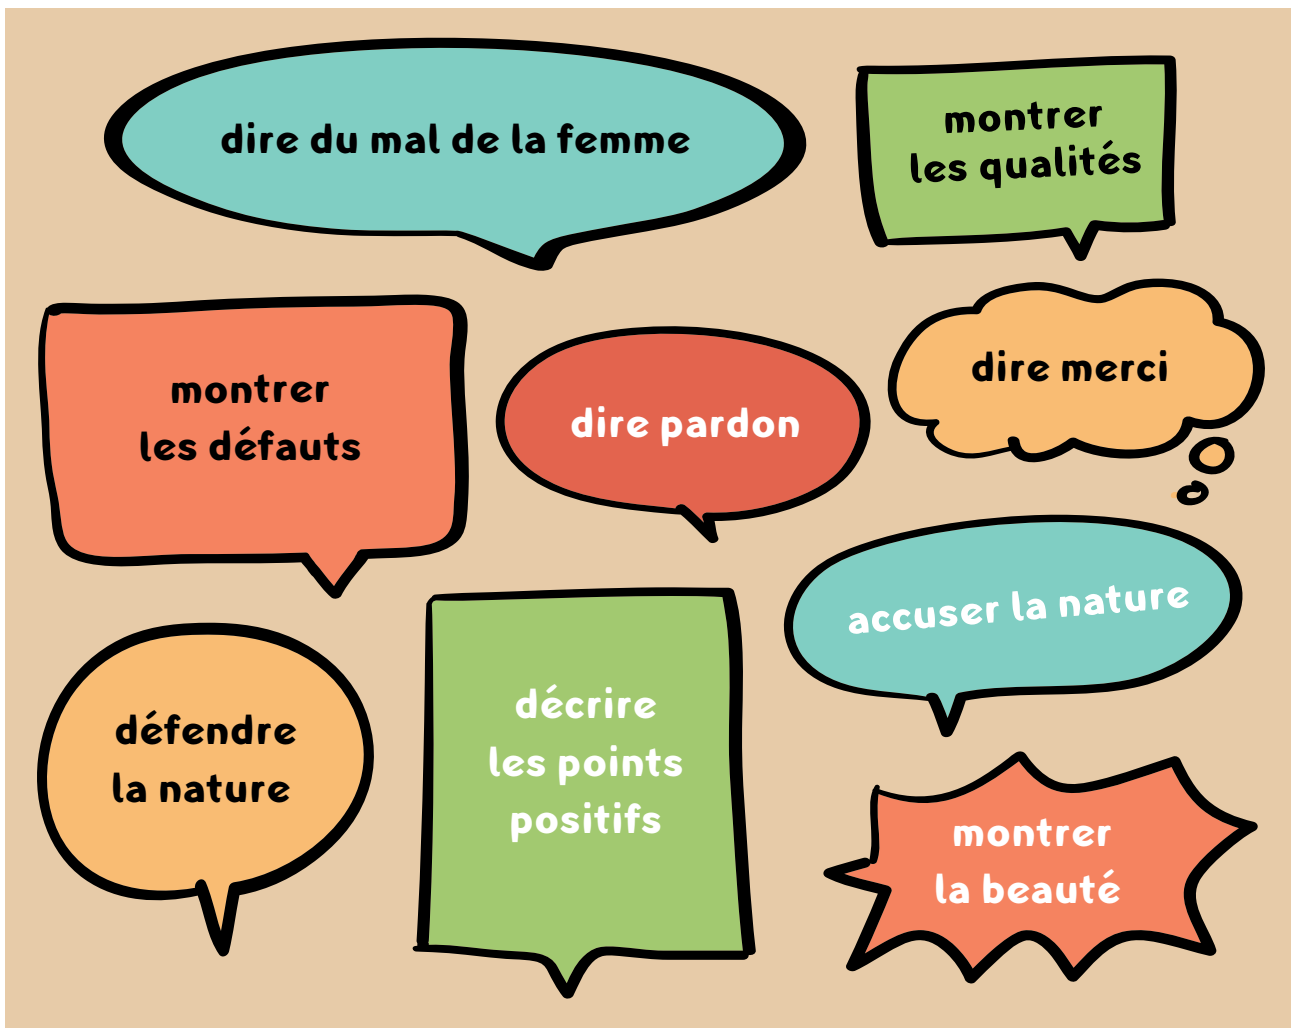 dire du mal de la femme
montrer
les qualités
montrer
les défauts
dire pardon
dire merci
accuser la nature
défendre
la nature
décrire
les points
positifs
montrer
la beauté